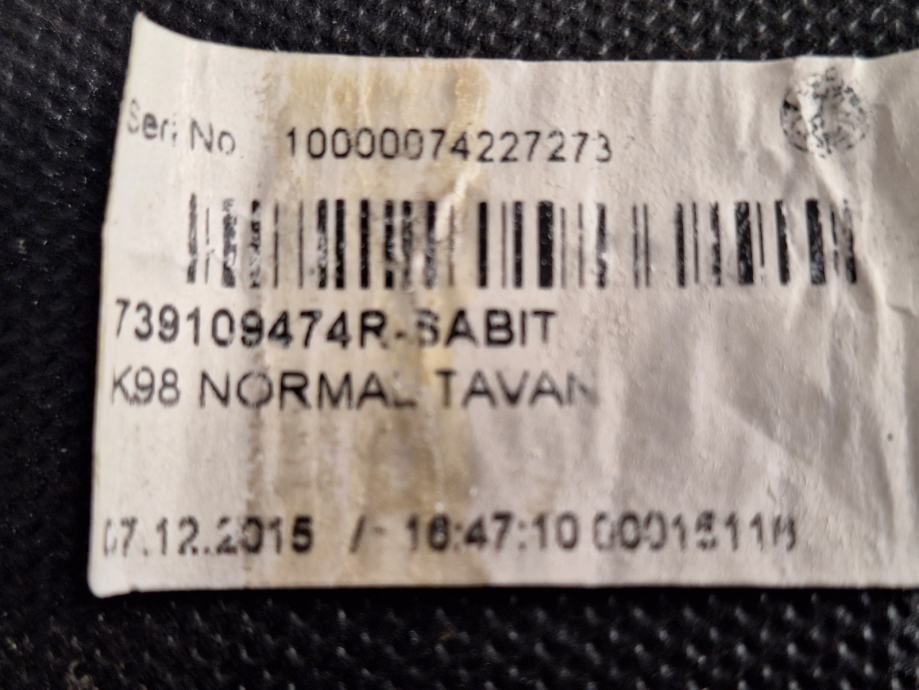 Seri No 10000074227273
739109474R-SABIT
K98 NORMAL TAVAN
07.12.2015 /- 16:47:10